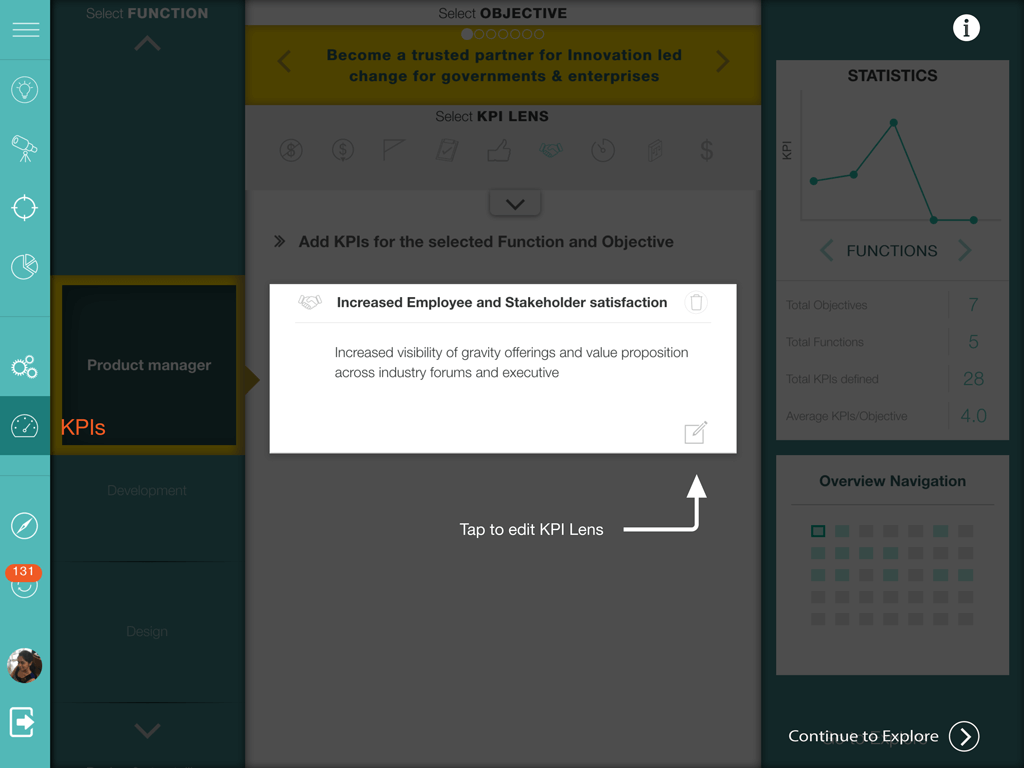 Select FUNCTION
Select OBJECTIVE
Become a trusted partner for Innovation led
change for governments & enterprises
Select KPI LENS
Add KPIs for the selected Function and Objective
Increased Employee and Stakeholder satisfaction
Increased visibility of gravity offerings and value proposition
across industry forums and executive
Tap to edit KPI Lens
Product manager
KPIs
Development
Design
131
i
STATISTICS
KPI
FUNCTIONS
Total Objectives 7
Total Functions 5
Total KPIs defined 28
Average KPIs/Objective 4.0
Overview Navigation
Continue to Explore